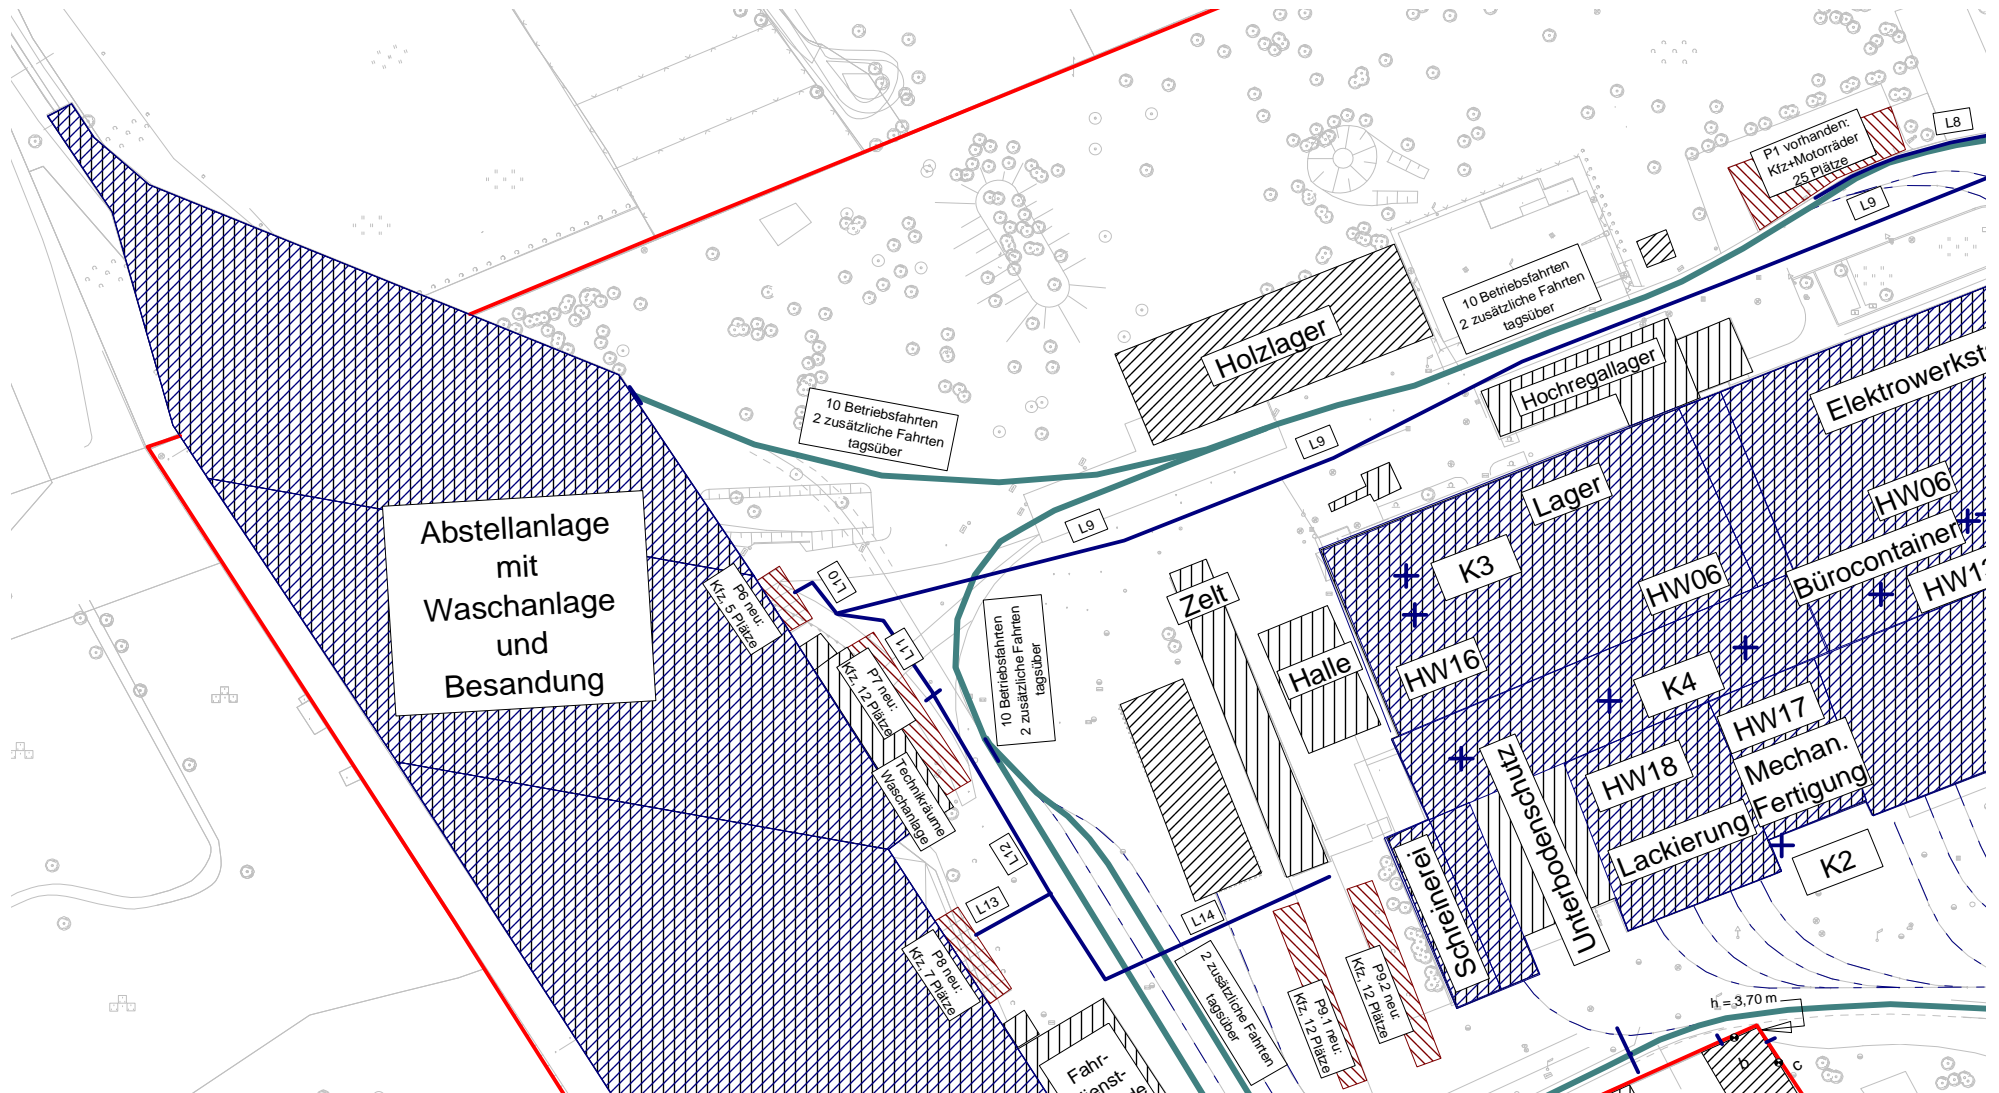 P1 vorhanden:
Kfz+Motorräder
25 Plätze
L8
L9
10 Betriebsfahrten
2 zusätzliche Fahrten
tagsüber
Holzlager
Hochregallager
Elektrowerkst
10 Betriebsfahrten
2 zusätzliche Fahrten
tagsüber
L9
L9
Lager
HW06
Bürocontainer
K3
HW06
Abstellanlage
mit
Waschanlage
und
Besandung
P6 neu:
Kfz. 5 Plätze
L10
L11
P7 neu:
Kfz. 12 Plätze
10 Betriebsfahrten
2 zusätzliche Fahrten
tagsüber
Zelt
Halle
HW16
K4
HW17
Mechan.
Fertigung
HW18
Unterbodenschutz
Lackierung
K2
Schreinerei
Technikräume
Waschanlage
L12
L13
L14
P8 neu:
Kfz. 7 Plätze
2 zusätzliche Fahrten
tagsüber
P9.1 neu:
Kfz. 12 Plätze
P9.2 neu:
Kfz. 12 Plätze
h = 3,70 m
b
c
Fahr-
dienst-